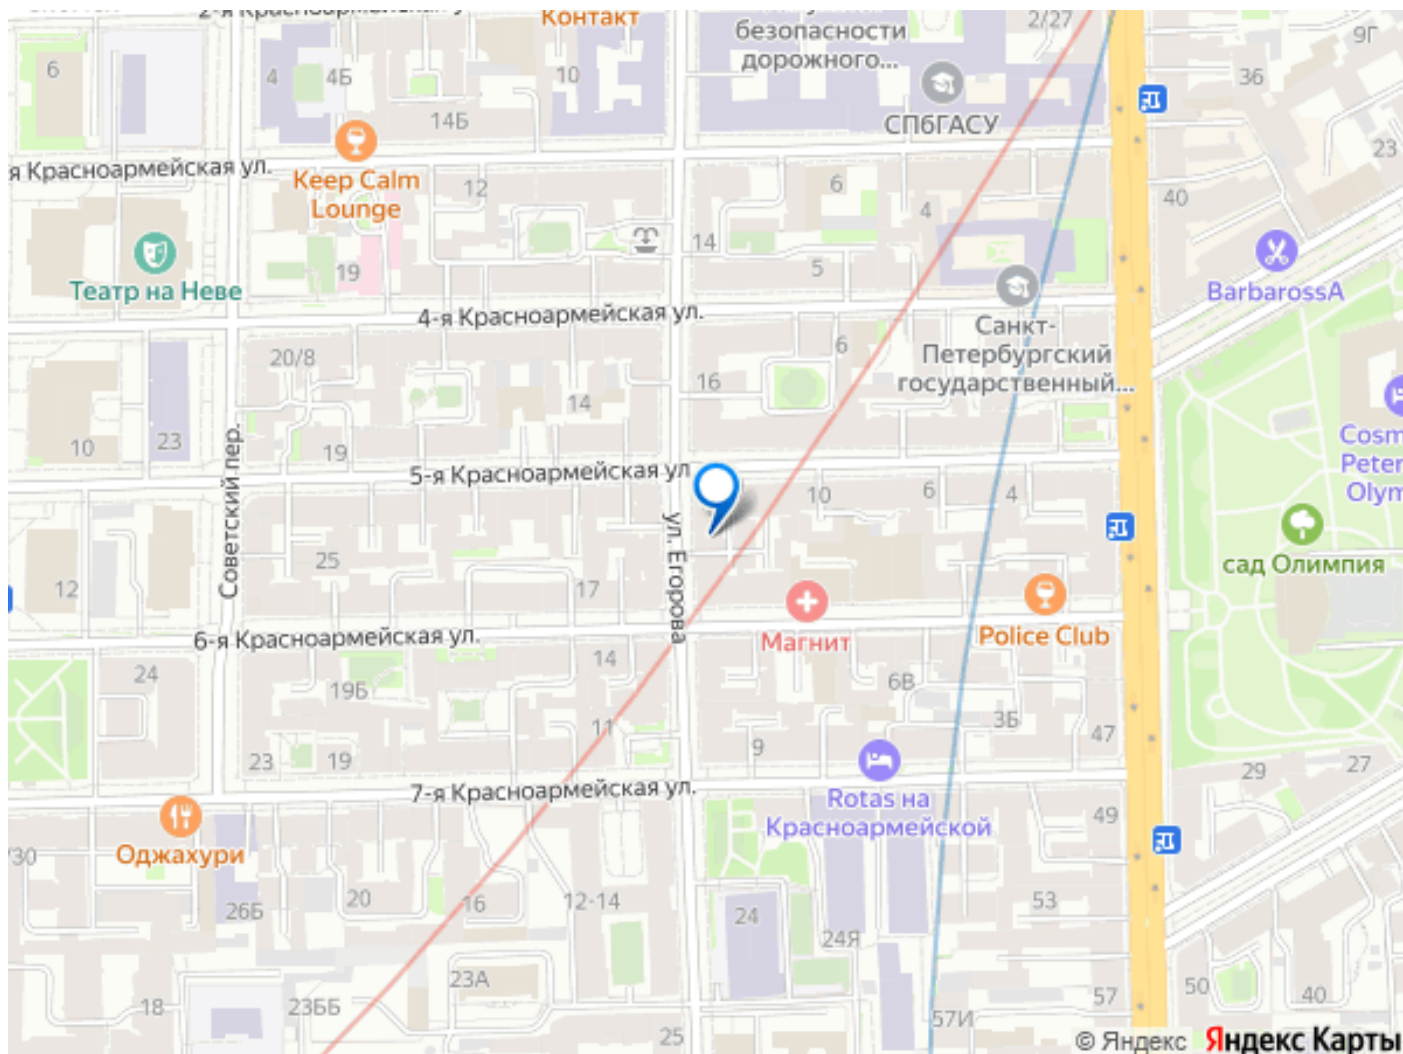 2-я Красноармейская
Контакт
безопасности
дорожного...
2/27
9Г
36
6
4
4Б
10
14Б
СПбГАСУ
23
я Красноармейская ул.
Keep Calm
Lounge
12
6
4
40
14
19
5
Театр на Неве
BarbarossA
4-я Красноармейская ул.
Санкт-
Петербургский
государственный...
20/8
6
16
14
10
23
19
Советский пер.
5-я Красноармейская ул
Cosm
Peter
Olym
10
6
4
ул. Егорова
25
17
12
сад Олимпия
6-я Красноармейская ул.
Магнит
Police Club
24
14
19Б
6В
3Б
11
9
47
23
19
29
27
7-я Красноармейская ул.
Rotas на
Красноармейской
49
Оджахури
/30
26Б
20
16
12-14
24
24Я
53
23А
18
23ББ
25
57И
57
50
40
© Яндекс Яндекс Карты